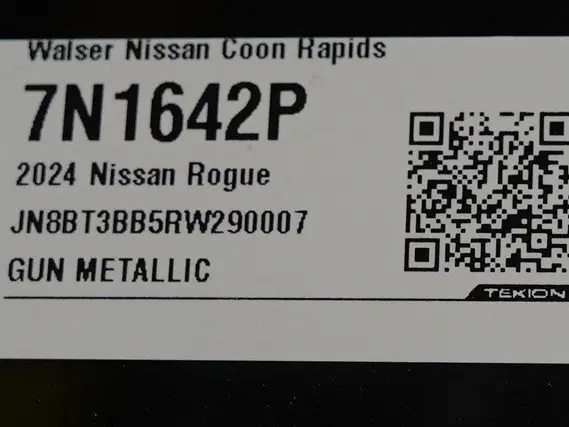 Walser Nissan Coon Rapids
7N1642P
2024 Nissan Rogue
JN8BT3BB5RW290007
GUN METALLIC
TEKION